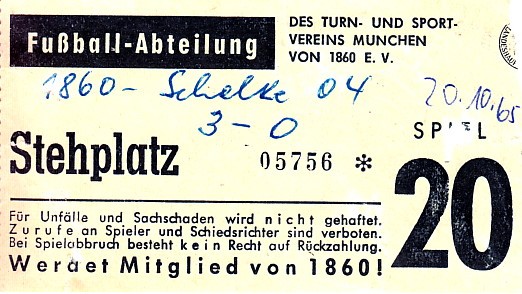 Fußball-Abteilung
DES TURN- UND SPORT-
VEREINS MUNCHEN
VON 1860 E. V.
1860 - Schalke 04
3-0
20.10.65
SPIEL
20
Stehplatz
05756 *
Für Unfälle und Sachschaden wird nicht gehaftet.
Zurufe an Spieler und Schiedsrichter sind verboten.
Bei Spielabbruch besteht kein Recht auf Rückzahlung.
Werdet Mitglied von 1860!